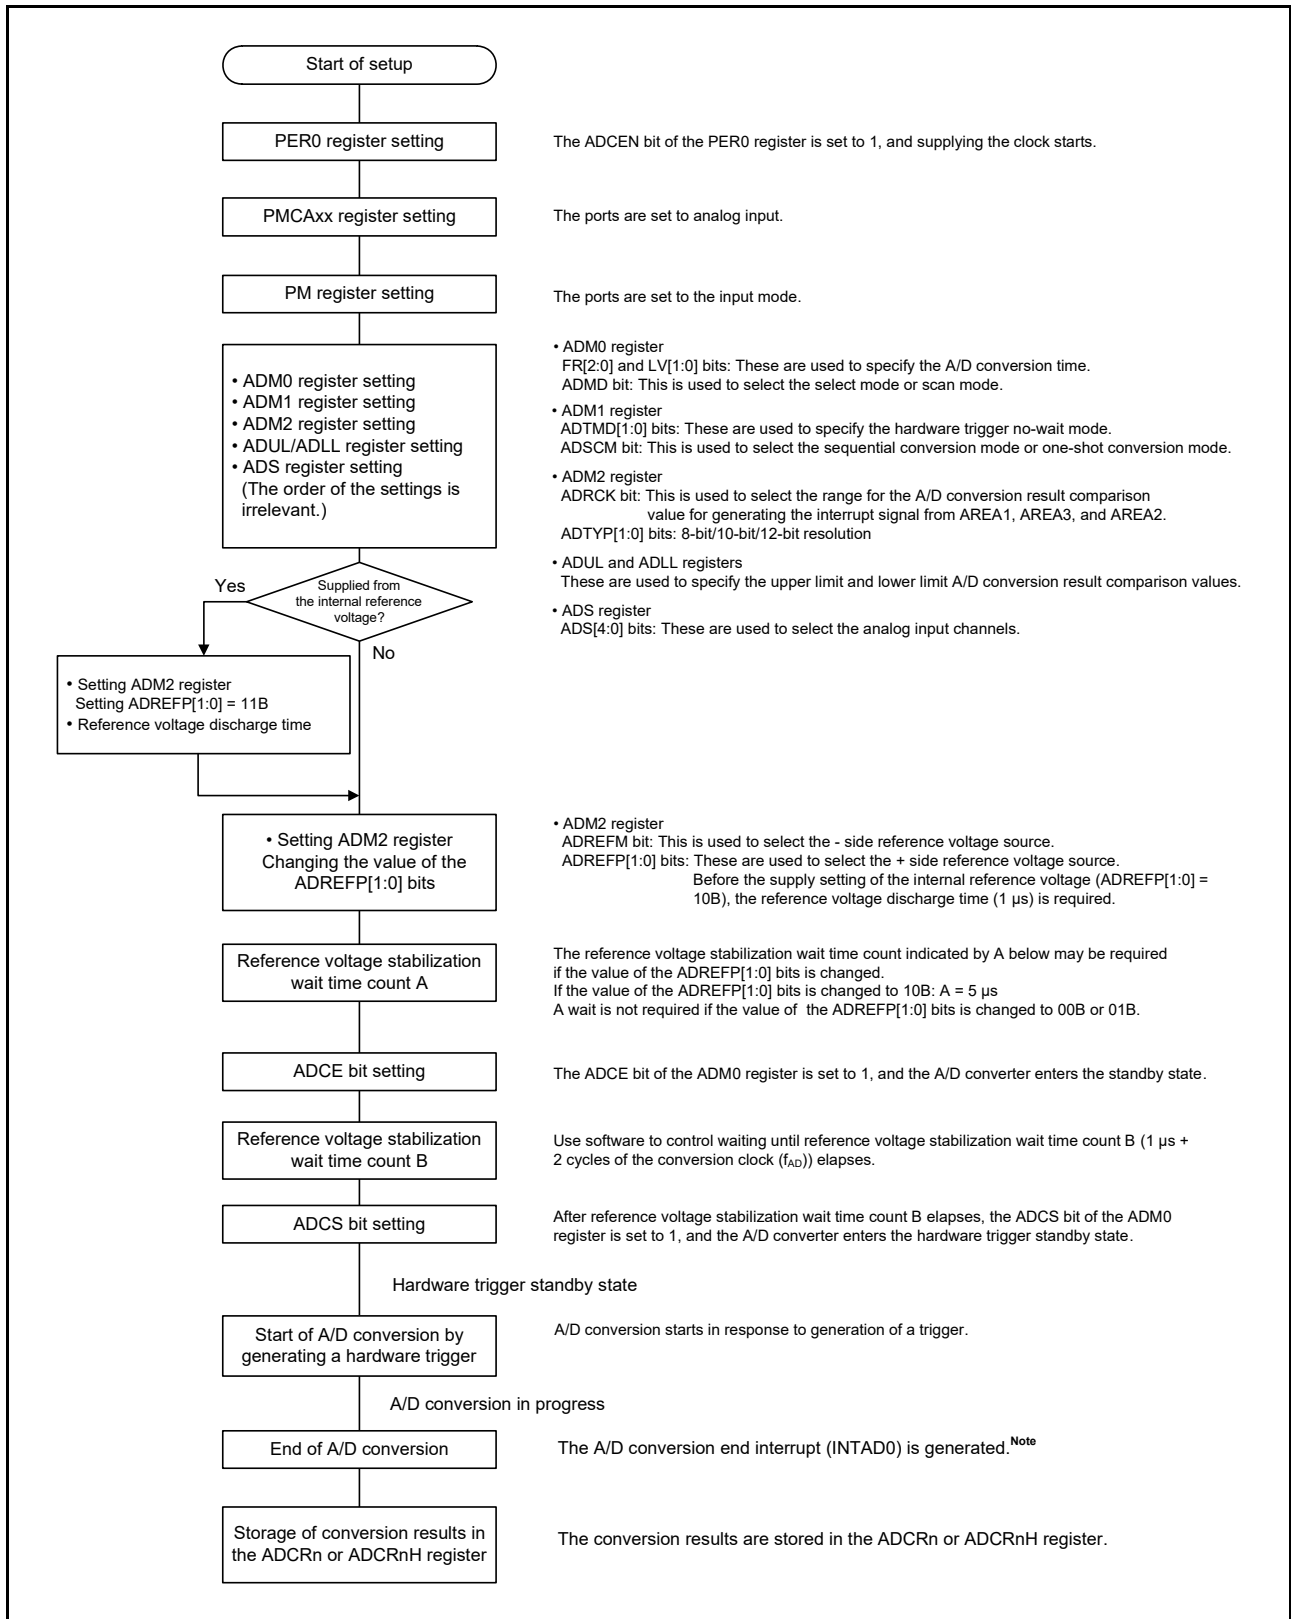 Start of setup
PER0 register setting
The ADCEN bit of the PER0 register is set to 1, and supplying the clock starts.
PMCAxx register setting
The ports are set to analog input.
PM register setting
The ports are set to the input mode.
• ADM0 register setting
• ADM1 register setting
• ADM2 register setting
• ADUL/ADLL register setting
• ADS register setting
(The order of the settings is
irrelevant.)
• ADM0 register
FR[2:0] and LV[1:0] bits: These are used to specify the A/D conversion time.
ADMD bit: This is used to select the select mode or scan mode.
• ADM1 register
ADTMD[1:0] bits: These are used to specify the hardware trigger no-wait mode.
ADSCM bit: This is used to select the sequential conversion mode or one-shot conversion mode.
• ADM2 register
ADRCK bit: This is used to select the range for the A/D conversion result comparison
value for generating the interrupt signal from AREA1, AREA3, and AREA2.
ADTYP[1:0] bits: 8-bit/10-bit/12-bit resolution
• ADUL and ADLL registers
These are used to specify the upper limit and lower limit A/D conversion result comparison values.
• ADS register
ADS[4:0] bits: These are used to select the analog input channels.
Yes
Supplied from
the internal reference
voltage?
No
• Setting ADM2 register
Setting ADREFP[1:0] = 11B
• Reference voltage discharge time
• Setting ADM2 register
Changing the value of the
ADREFP[1:0] bits
• ADM2 register
ADREFM bit: This is used to select the - side reference voltage source.
ADREFP[1:0] bits: These are used to select the + side reference voltage source.
Before the supply setting of the internal reference voltage (ADREFP[1:0] =
10B), the reference voltage discharge time (1 µs) is required.
Reference voltage stabilization
wait time count A
The reference voltage stabilization wait time count indicated by A below may be required
if the value of the ADREFP[1:0] bits is changed.
If the value of the ADREFP[1:0] bits is changed to 10B: A = 5 µs
A wait is not required if the value of the ADREFP[1:0] bits is changed to 00B or 01B.
ADCE bit setting
The ADCE bit of the ADM0 register is set to 1, and the A/D converter enters the standby state.
Reference voltage stabilization
wait time count B
Use software to control waiting until reference voltage stabilization wait time count B (1 µs +
2 cycles of the conversion clock (fAD)) elapses.
ADCS bit setting
After reference voltage stabilization wait time count B elapses, the ADCS bit of the ADM0
register is set to 1, and the A/D converter enters the hardware trigger standby state.
Hardware trigger standby state
Start of A/D conversion by
generating a hardware trigger
A/D conversion starts in response to generation of a trigger.
A/D conversion in progress
End of A/D conversion
The A/D conversion end interrupt (INTAD0) is generated.Note
Storage of conversion results in
the ADCRn or ADCRnH register
The conversion results are stored in the ADCRn or ADCRnH register.